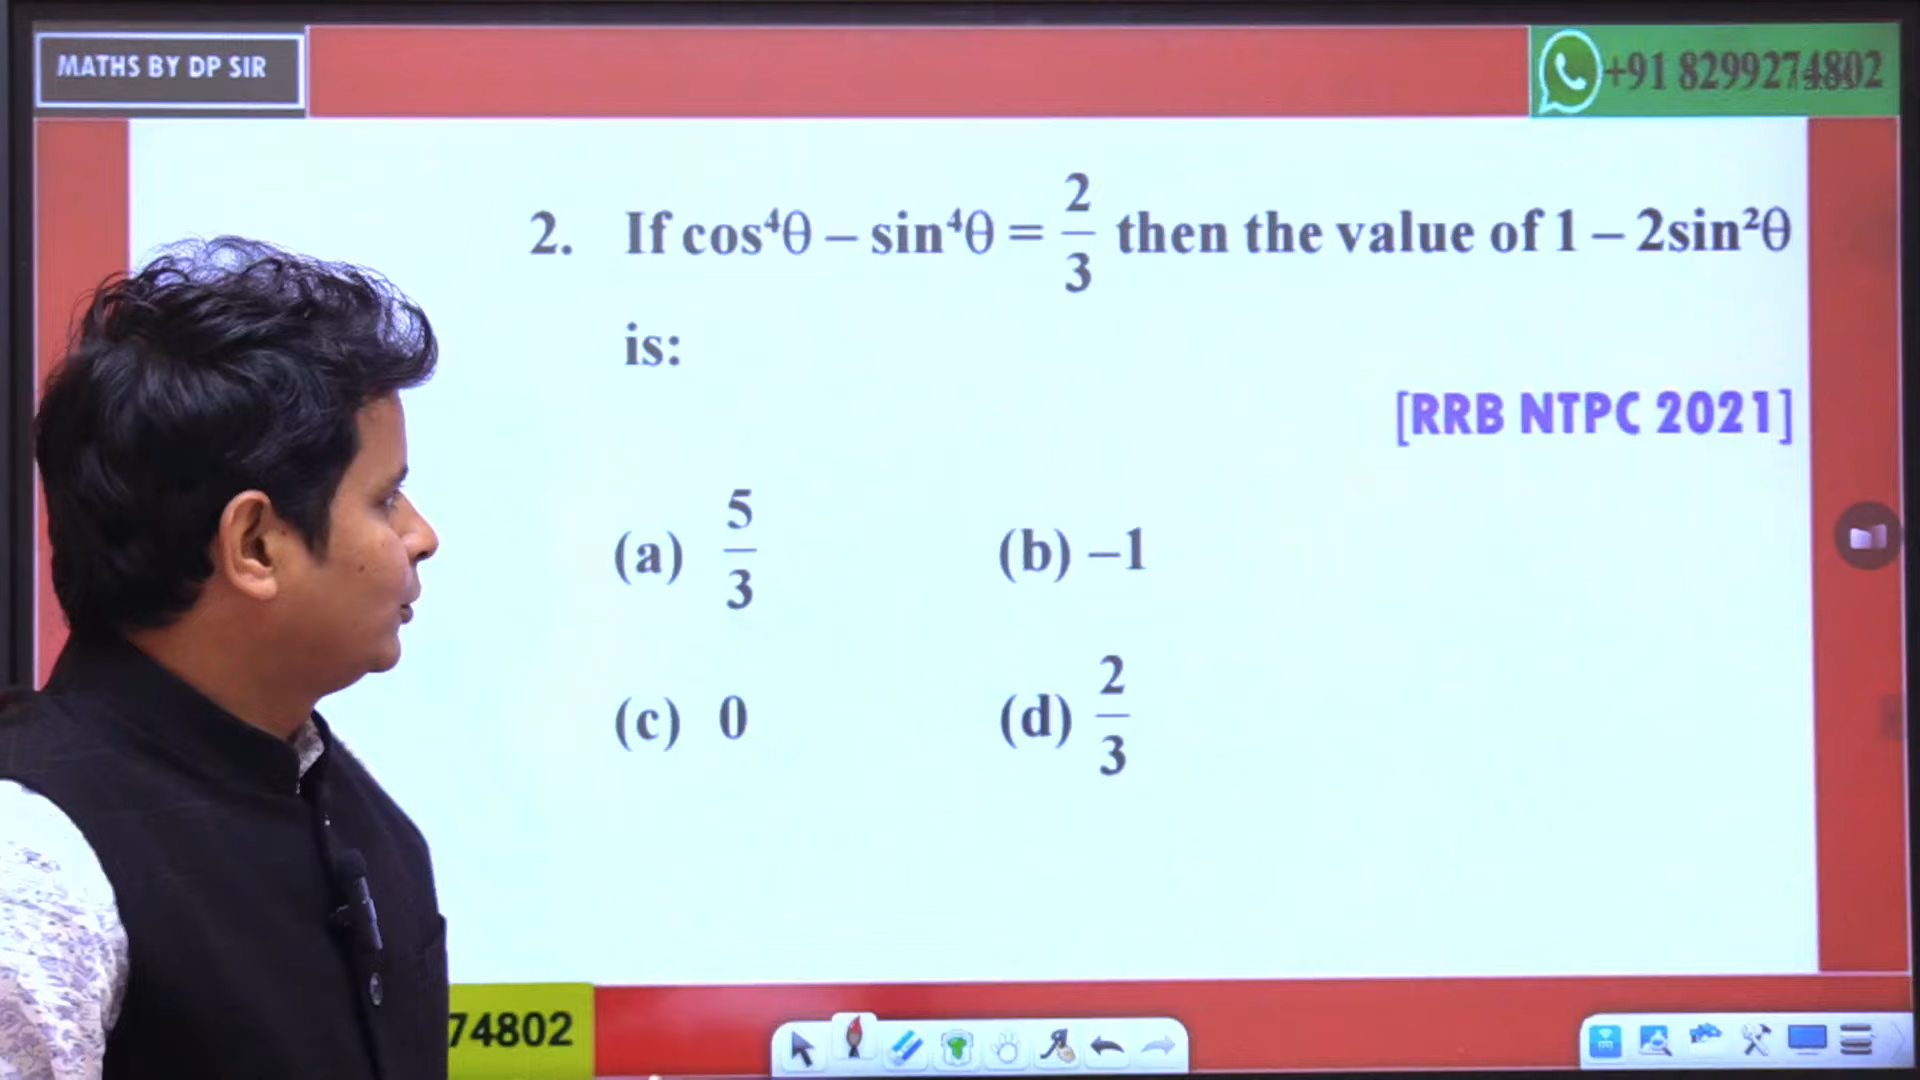 MATHS BY DP SIR
+91 8299274802
2. If cos⁴θ – sin⁴θ = 2/3 then the value of 1 – 2sin²θ
is:
[RRB NTPC 2021]
(a) 5/3 (b) –1
(c) 0 (d) 2/3
74802